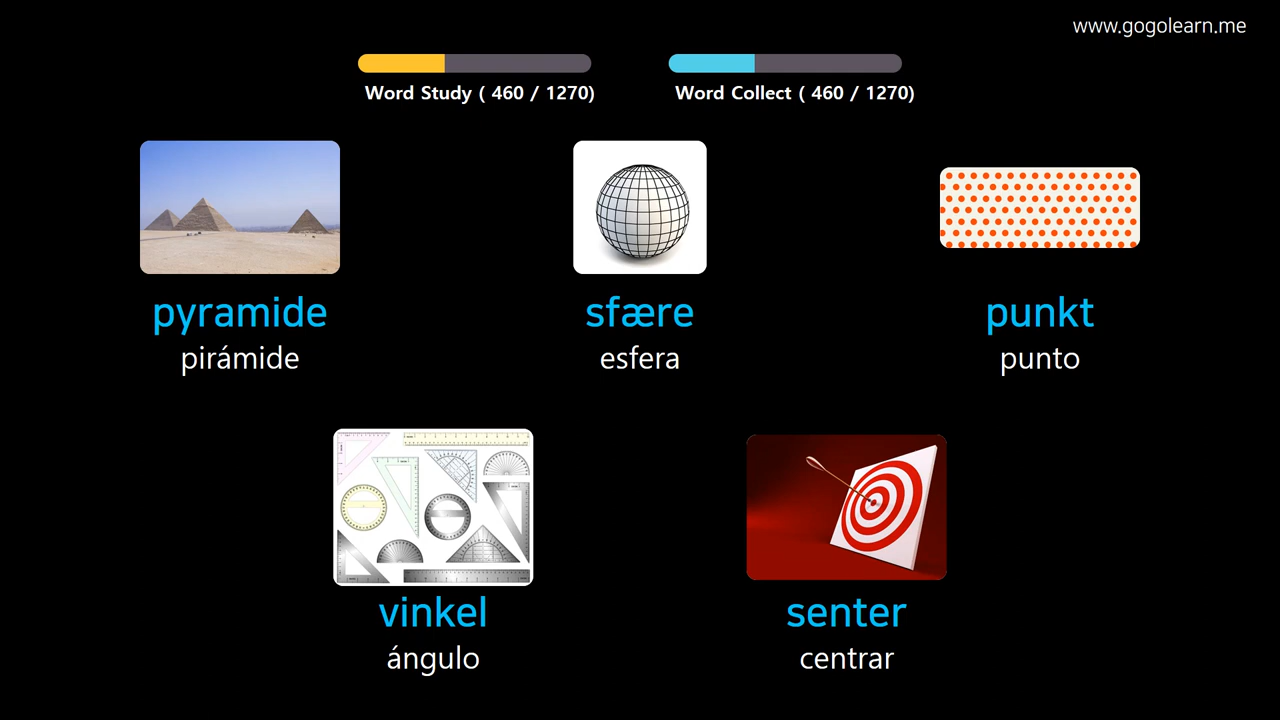 www.gogolearn.me
Word Study ( 460 / 1270)
Word Collect ( 460 / 1270)
pyramide
pirámide
sfære
esfera
punkt
punto
vinkel
ángulo
senter
centrar